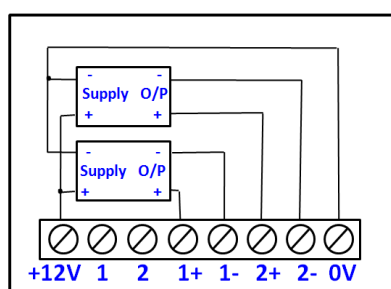 - -
Supply O/P
+ +
- -
Supply O/P
+ +
+12V 1 2 1+ 1- 2+ 2- 0V